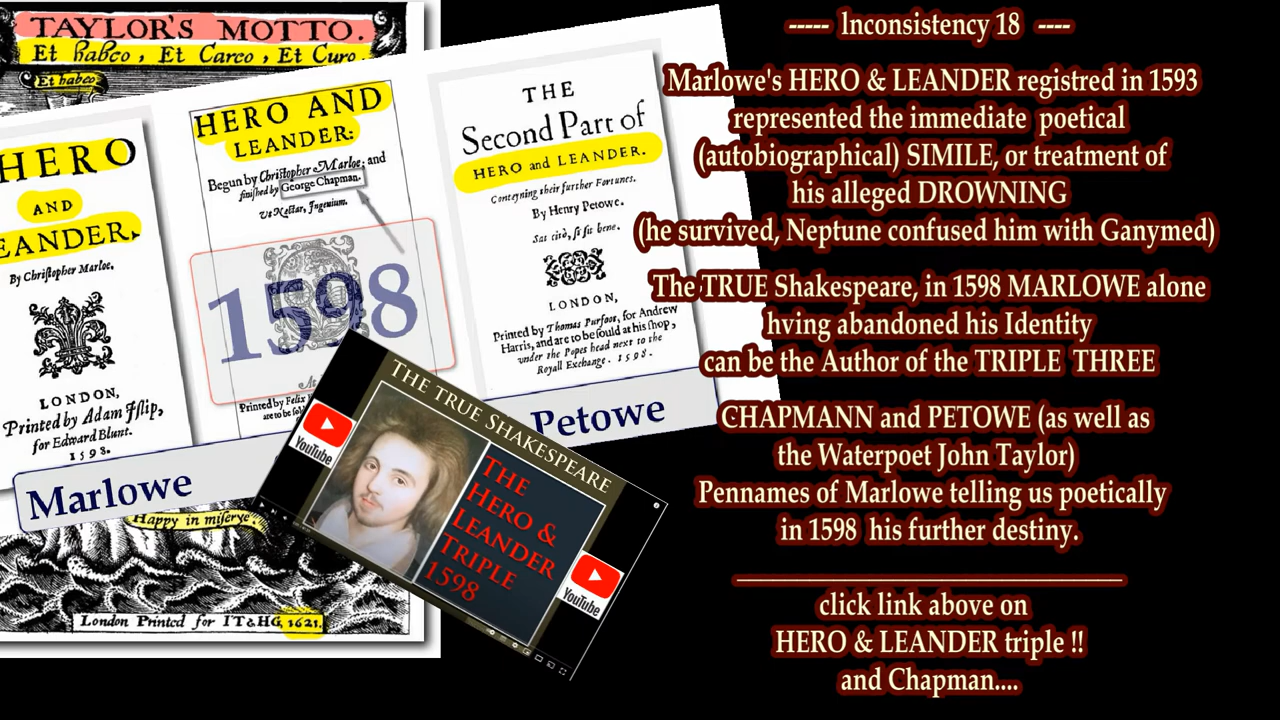 TAYLOR'S MOTTO.
Et habeo, Et Careo, Et Curo.
Et habeo
HERO
AND
EANDER.
By Chriſtopher Marloe.
LONDON,
Printed by Adam Iſlip,
for Edward Blunt.
1598.
Marlowe
HERO AND
LEANDER:
Begun by Chriſtopher Marloe; and
finiſhed by George Chapman.
Ut Nectar, Ingenium.
1598
At
Printed by Felix
are to be
THE
Second Part of
HERO and LEANDER.
Conteyning their further Fortunes.
By Henry Petowe.
Sat citò, ſi ſit bene.
LONDON,
Printed by Thomas Purfoot, for Andrew
Harris, and are to be ſould at his ſhop,
under the Popes head next to the
Royall Exchange. 1598.
Petowe
THE TRUE SHAKESPEARE
YouTube
THE
HERO &
LEANDER
TRIPLE
1598
YouTube
Happy in miſerye.
London Printed for IT & HG, 1621.
----- Inconsistency 18 ----
Marlowe's HERO & LEANDER registred in 1593
represented the immediate poetical
(autobiographical) SIMILE, or treatment of
his alleged DROWNING
(he survived, Neptune confused him with Ganymed)
The TRUE Shakespeare, in 1598 MARLOWE alone
hving abandoned his Identity
can be the Author of the TRIPLE THREE
CHAPMANN and PETOWE (as well as
the Waterpoet John Taylor)
Pennames of Marlowe telling us poetically
in 1598 his further destiny.
click link above on
HERO & LEANDER triple !!
and Chapman....